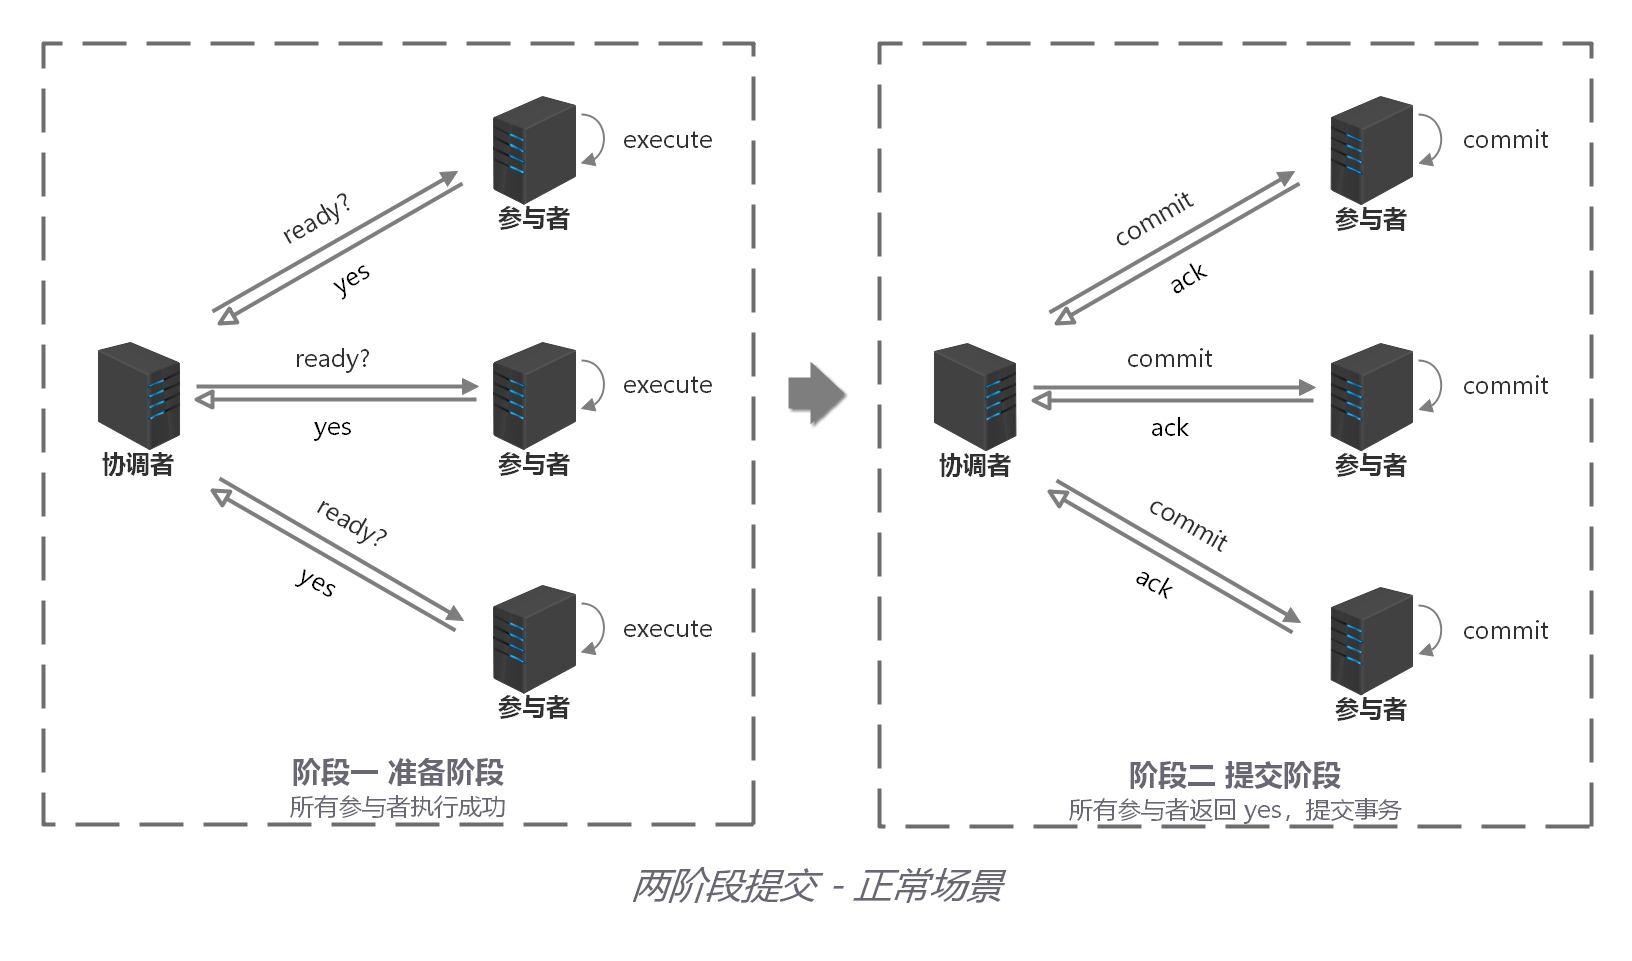 execute
参与者
ready?
yes
ready?
yes
execute
协调者
参与者
ready?
yes
execute
参与者
阶段一 准备阶段
所有参与者执行成功
commit
参与者
commit
ack
commit
ack
commit
协调者
参与者
commit
ack
commit
参与者
阶段二 提交阶段
所有参与者返回 yes，提交事务
两阶段提交 - 正常场景